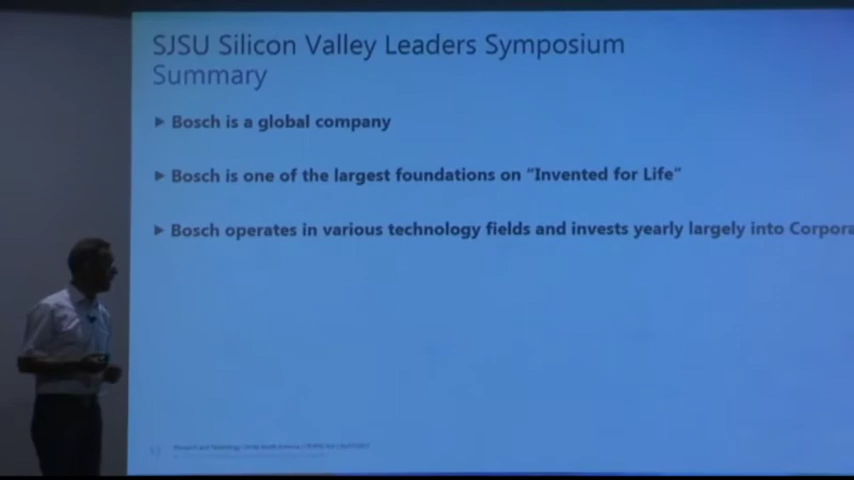 SJSU Silicon Valley Leaders Symposium
Summary
Bosch is a global company
Bosch is one of the largest foundations on "Invented for Life"
Bosch operates in various technology fields and invests yearly largely into Corpora